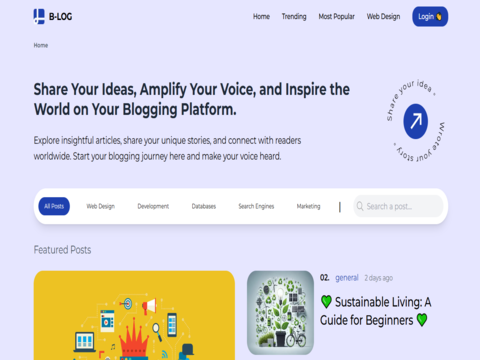 B-LOG
Home Trending Most Popular Web Design Login 👋
Home
Share Your Ideas, Amplify Your Voice, and Inspire the
World on Your Blogging Platform.
Share your idea
Wrote your story
Explore insightful articles, share your unique stories, and connect with readers
worldwide. Start your blogging journey here and make your voice heard.
All Posts Web Design Development Databases Search Engines Marketing | Search a post...
Featured Posts
02. general 2 days ago
💚 Sustainable Living: A
Guide for Beginners 💚